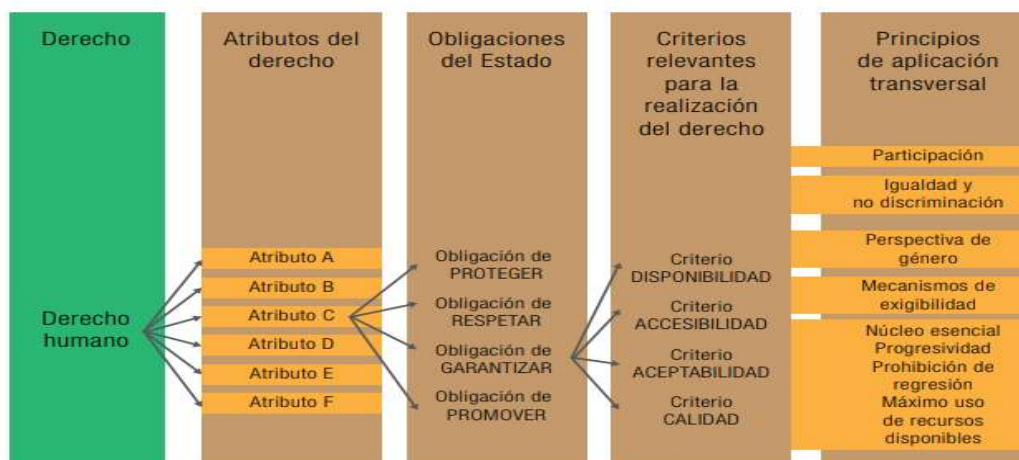 Derecho
Derecho
humano
Atributos del
derecho
Atributo A
Atributo B
Atributo C
Atributo D
Atributo E
Atributo F
Obligaciones
del Estado
Obligación de
PROTEGER
Obligación de
RESPETAR
Obligación de
GARANTIZAR
Obligación de
PROMOVER
Criterios
relevantes
para la
realización
del derecho
Criterio
DISPONIBILIDAD
Criterio
ACCESIBILIDAD
Criterio
ACEPTABILIDAD
Criterio
CALIDAD
Principios
de aplicación
transversal
Participación
Igualdad y
no discriminación
Perspectiva de
género
Mecanismos de
exigibilidad
Núcleo esencial
Progresividad
Prohibición de
regresión
Máximo uso
de recursos
disponibles